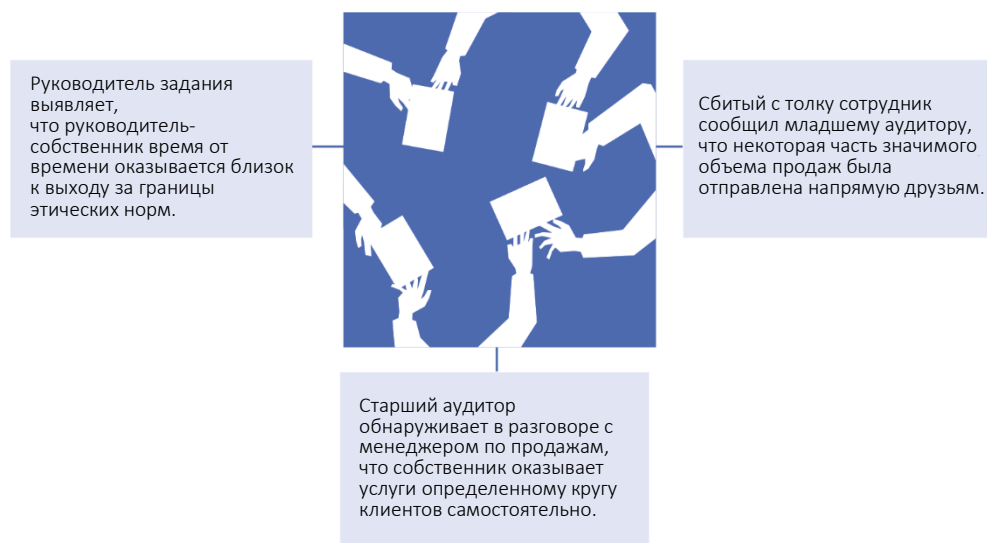 Руководитель задания
выявляет,
что руководитель-
собственник время от
времени оказывается близок
к выходу за границы
этических норм.
Сбитый с толку сотрудник
сообщил младшему аудитору,
что некоторая часть значимого
объема продаж была
отправлена напрямую друзьям.
Старший аудитор
обнаруживает в разговоре с
менеджером по продажам,
что собственник оказывает
услуги определенному кругу
клиентов самостоятельно.